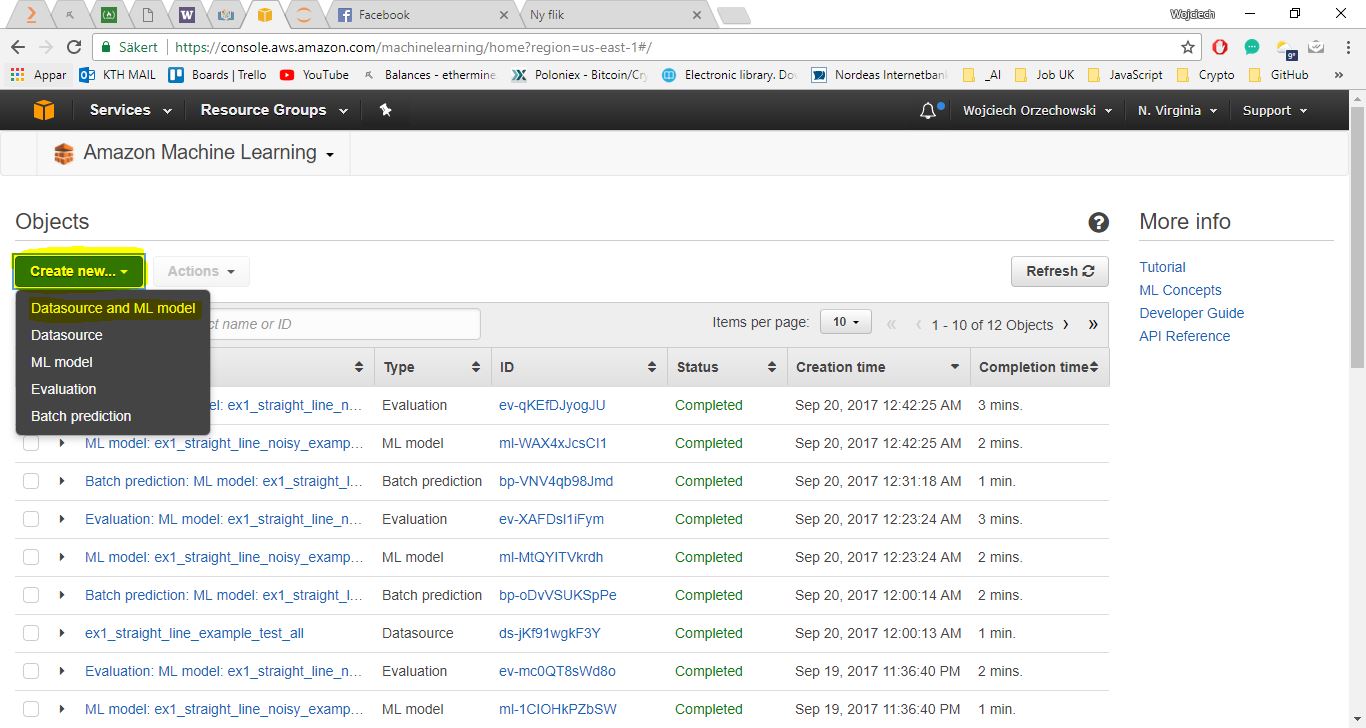 Facebook
Ny flik
Wojciech
Säkert https://console.aws.amazon.com/machinelearning/home?region=us-east-1#/
9°
Appar KTH MAIL Boards | Trello YouTube Balances - ethermine Poloniex - Bitcoin/Cry Electronic library. Do Nordeas Internetban _AI Job UK JavaScript Crypto GitHub »
Services Resource Groups Wojciech Orzechowski N. Virginia Support
Amazon Machine Learning
Objects
More info
Create new... Actions Refresh
Tutorial
ML Concepts
Developer Guide
API Reference
Datasource and ML model
Datasource
ML model
Evaluation
Batch prediction
ct name or ID
Items per page: 10 « ‹ 1 - 10 of 12 Objects › »
Type ID Status Creation time Completion time
el: ex1_straight_line_n... Evaluation ev-qKEfDJyogJU Completed Sep 20, 2017 12:42:25 AM 3 mins.
ML model: ex1_straight_line_noisy_examp... ML model ml-WAX4xJcsCI1 Completed Sep 20, 2017 12:42:25 AM 2 mins.
Batch prediction: ML model: ex1_straight_l... Batch prediction bp-VNV4qb98Jmd Completed Sep 20, 2017 12:31:18 AM 1 min.
Evaluation: ML model: ex1_straight_line_n... Evaluation ev-XAFDsl1iFym Completed Sep 20, 2017 12:23:24 AM 3 mins.
ML model: ex1_straight_line_noisy_examp... ML model ml-MtQYITVkrdh Completed Sep 20, 2017 12:23:24 AM 2 mins.
Batch prediction: ML model: ex1_straight_l... Batch prediction bp-oDvVSUKSpPe Completed Sep 20, 2017 12:00:14 AM 2 mins.
ex1_straight_line_example_test_all Datasource ds-jKf91wgkF3Y Completed Sep 20, 2017 12:00:13 AM 1 min.
Evaluation: ML model: ex1_straight_line_n... Evaluation ev-mc0QT8sWd8o Completed Sep 19, 2017 11:36:40 PM 2 mins.
ML model: ex1_straight_line_noisy_examp... ML model ml-1CIOHkPZbSW Completed Sep 19, 2017 11:36:40 PM 2 mins.